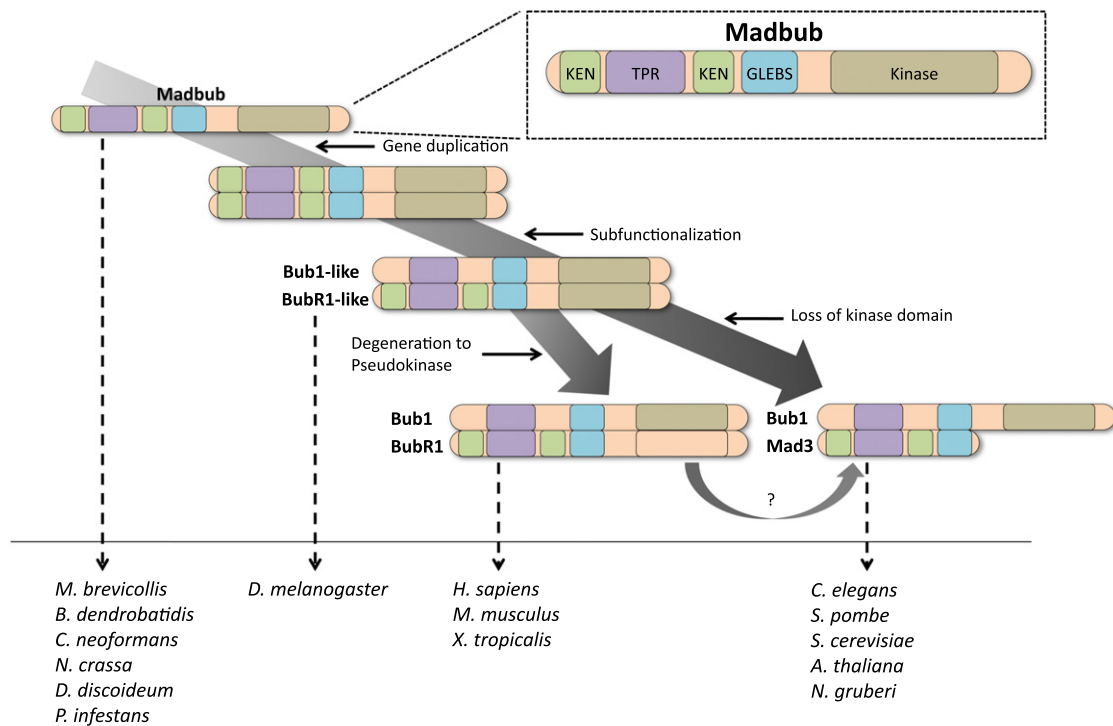 Madbub
KEN TPR KEN GLEBS Kinase
Madbub
Gene duplication
Subfunctionalization
Bub1-like
BubR1-like
Loss of kinase domain
Degeneration to
Pseudokinase
Bub1
BubR1
Bub1
Mad3
?
M. brevicollis
B. dendrobatidis
C. neoformans
N. crassa
D. discoideum
P. infestans
D. melanogaster
H. sapiens
M. musculus
X. tropicalis
C. elegans
S. pombe
S. cerevisiae
A. thaliana
N. gruberi